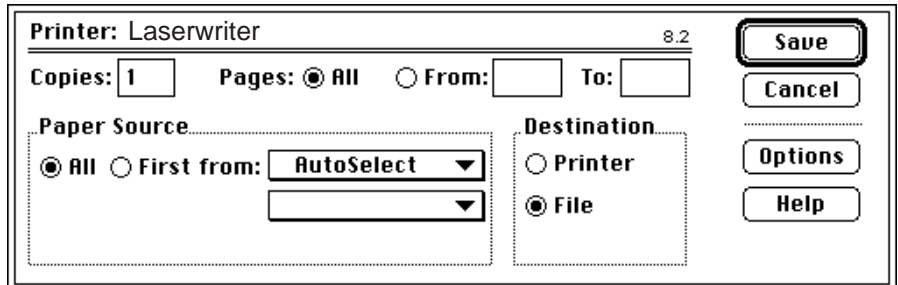 Printer: Laserwriter 8.2 Save
Copies: 1 Pages: All From: To: Cancel
Paper Source Destination
All First from: AutoSelect Printer Options
File Help